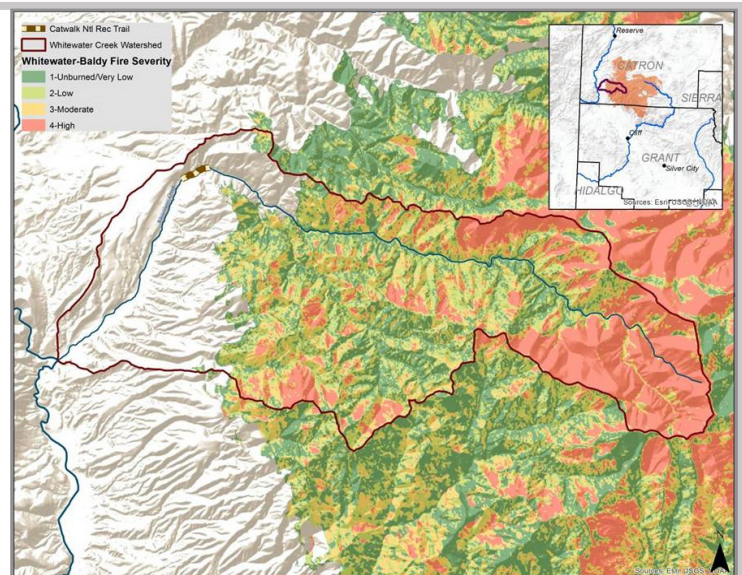 Catwalk Ntl Rec Trail
Whitewater Creek Watershed
Whitewater-Baldy Fire Severity
1-Unburned/Very Low
2-Low
3-Moderate
4-High
Reserve
CATRON
SIERRA
Cliff
GRANT
Silver City
HIDALGO
Sources: Esri USGS NOAA
N
Sources: Esri USGS NOAA